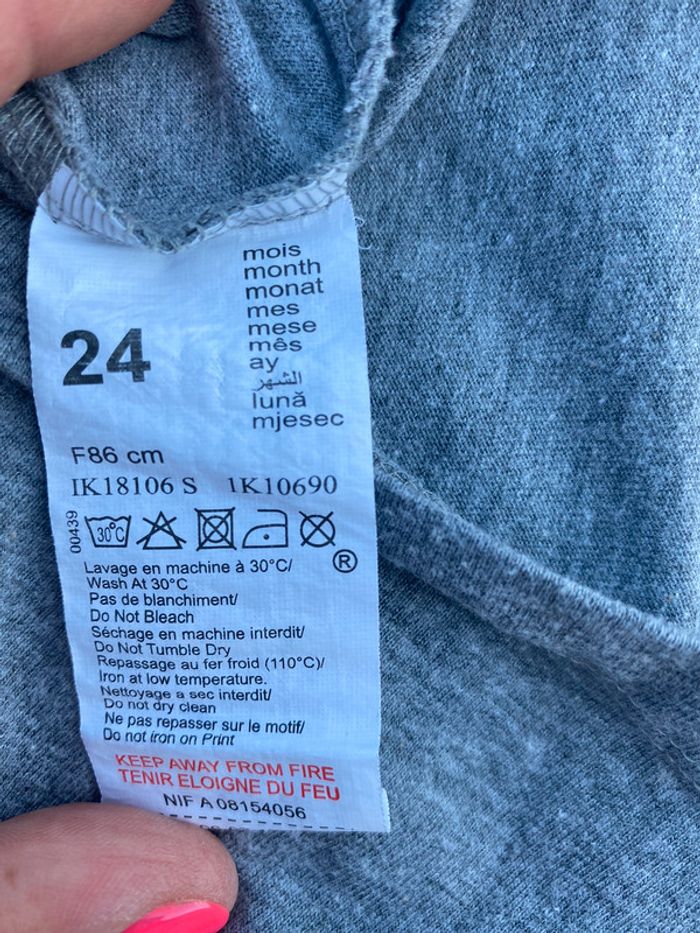 24
mois
month
monat
mes
mese
mês
ay
الشهر
lună
mjesec
F86 cm
IK18106 S 1K10690
00439
30°C
®
Lavage en machine à 30°C/
Wash At 30°C
Pas de blanchiment/
Do Not Bleach
Séchage en machine interdit/
Do Not Tumble Dry
Repassage au fer froid (110°C)/
Iron at low temperature.
Nettoyage a sec interdit/
Do not dry clean
Ne pas repasser sur le motif/
Do not iron on Print
KEEP AWAY FROM FIRE
TENIR ELOIGNE DU FEU
NIF A 08154056